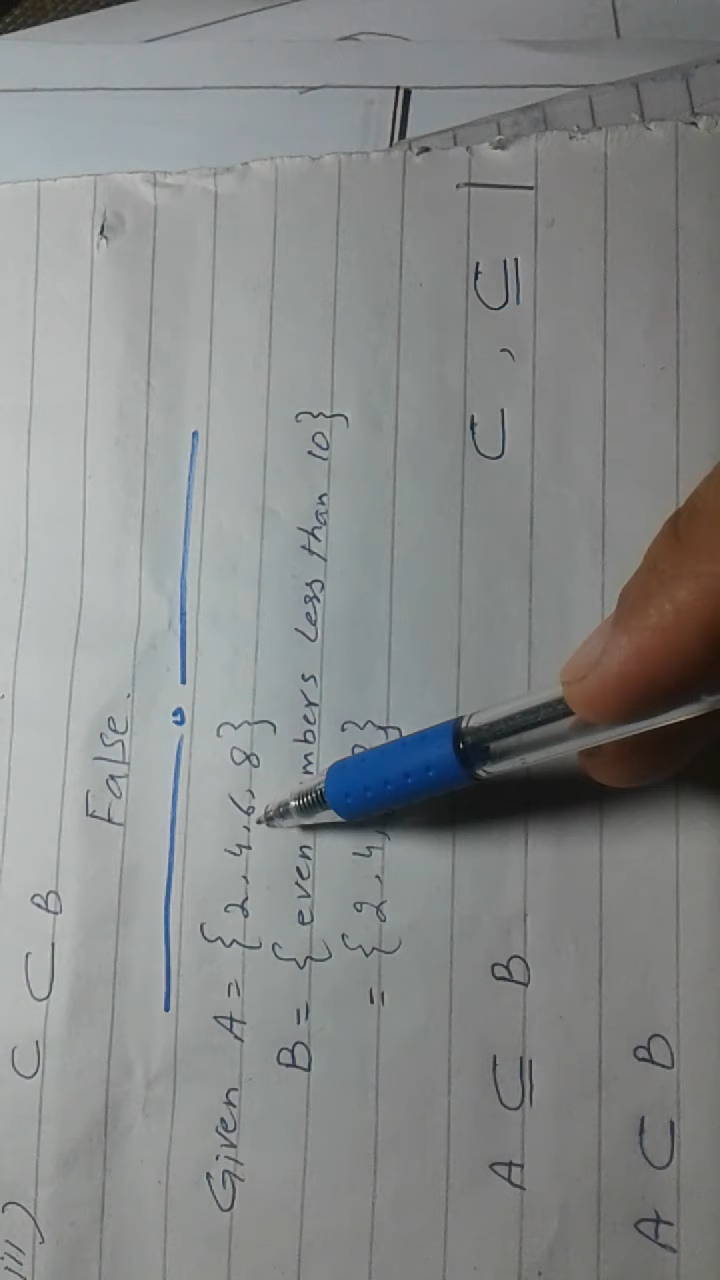 iii) C ⊂ B
False.
Given A = {2, 4, 6, 8}
B = {even mbers less than 10}
= {2, 4, }
A ⊆ B ⊂ , ⊆
A ⊂ B